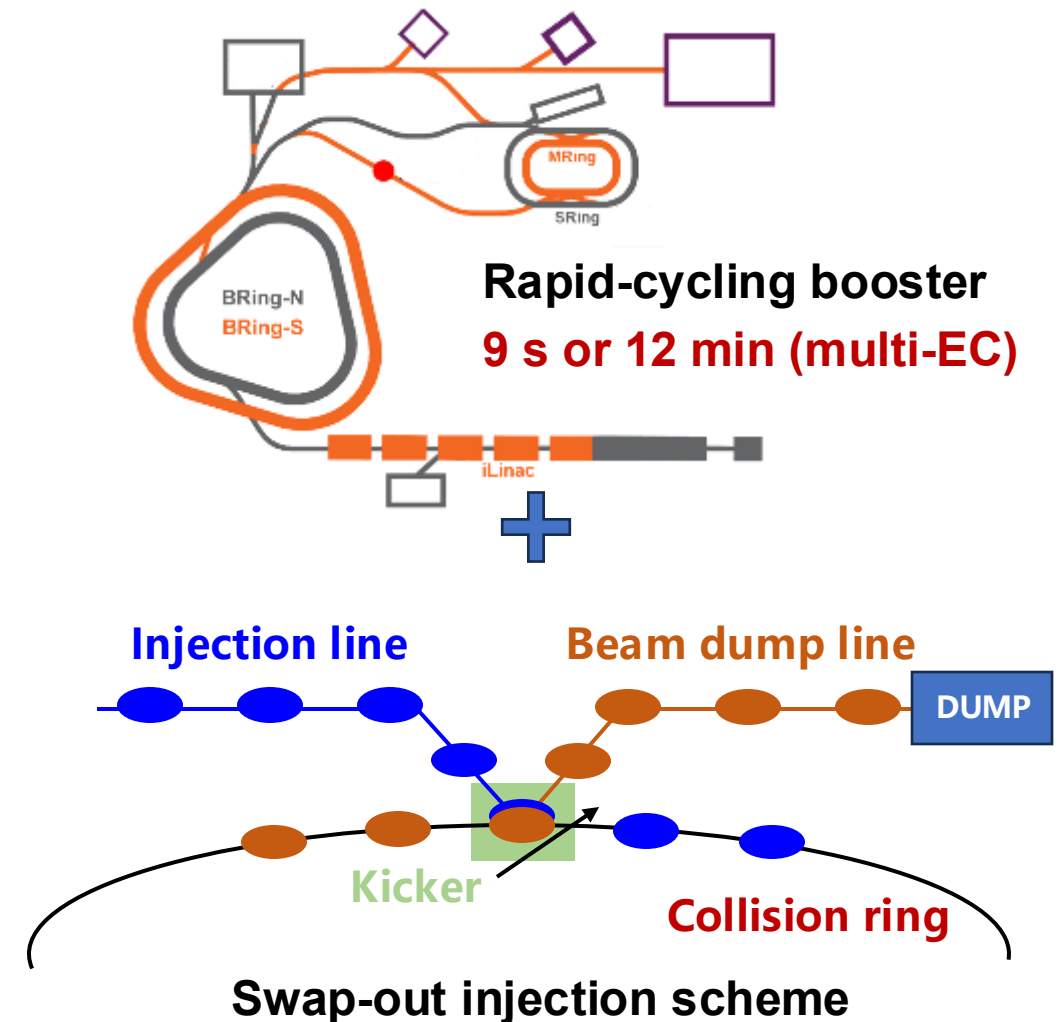 MRing
SRing
Rapid-cycling booster
BRing-N
BRing-S
9 s or 12 min (multi-EC)
iLinac
Injection line
Beam dump line
DUMP
Kicker
Collision ring
Swap-out injection scheme